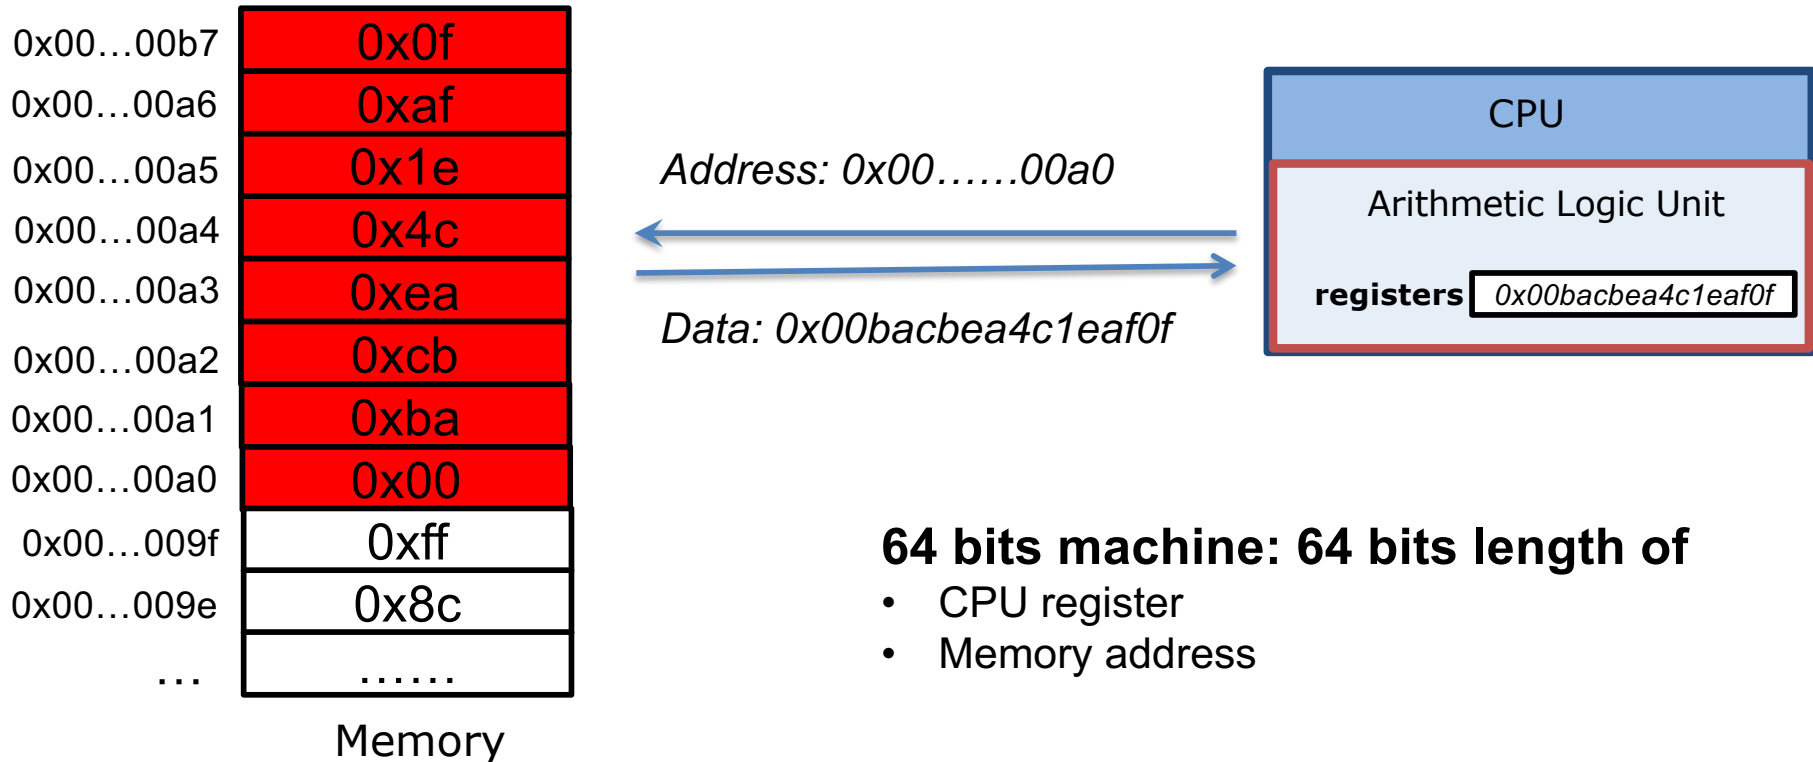 0x00…00b7 0x0f
0x00…00a6 0xaf
0x00…00a5 0x1e
0x00…00a4 0x4c
0x00…00a3 0xea
0x00…00a2 0xcb
0x00…00a1 0xba
0x00…00a0 0x00
0x00…009f 0xff
0x00…009e 0x8c
… ……
Memory
Address: 0x00……00a0
Data: 0x00bacbea4c1eaf0f
CPU
Arithmetic Logic Unit
registers 0x00bacbea4c1eaf0f
64 bits machine: 64 bits length of
• CPU register
• Memory address